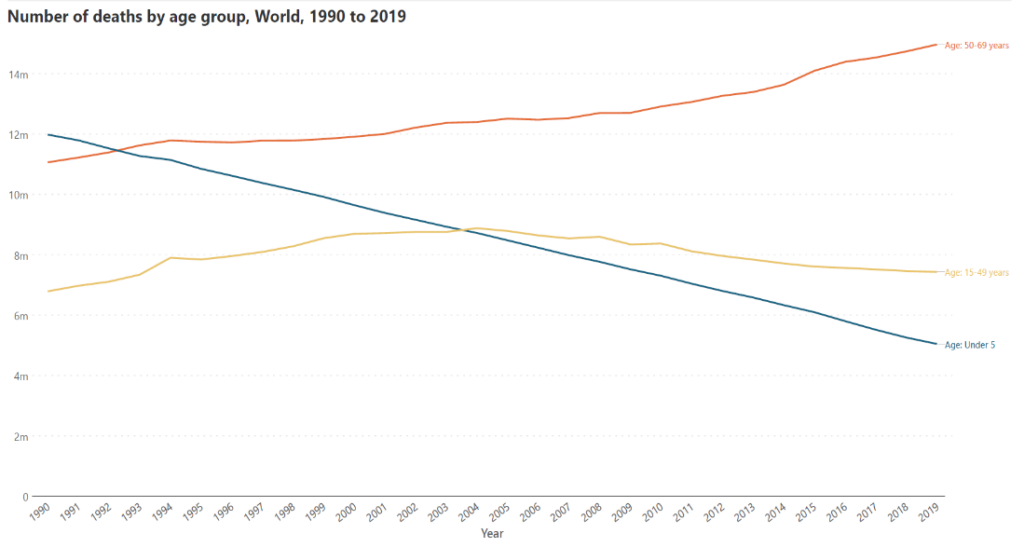 Number of deaths by age group, World, 1990 to 2019
Age: 50-69 years
14m
12m
10m
8m
Age: 15-49 years
6m
Age: Under 5
4m
2m
0
1990 1991 1992 1993 1994 1995 1996 1997 1998 1999 2000 2001 2002 2003 2004 2005 2006 2007 2008 2009 2010 2011 2012 2013 2014 2015 2016 2017 2018 2019
Year